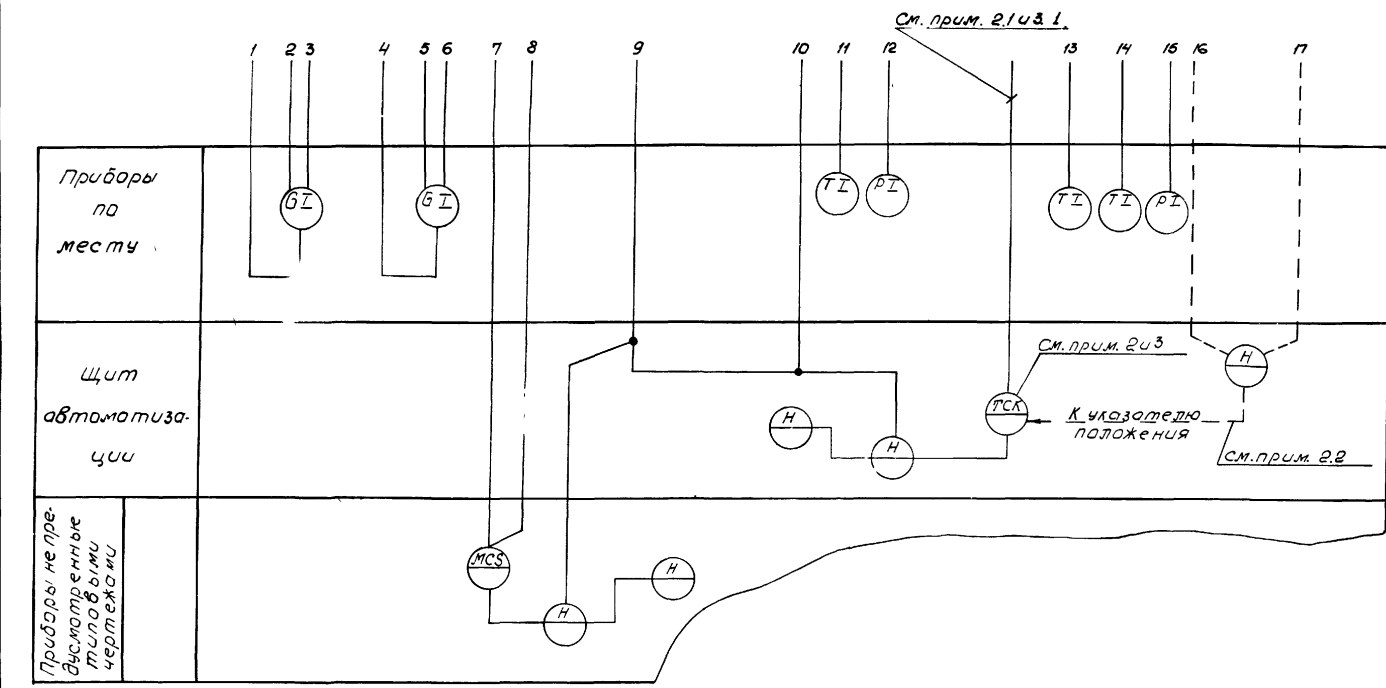 См. прим. 2.1 и 3.1.
1 2 3 4 5 6 7 8 9 10 11 12 13 14 15 16 17
Приборы
по
месту
GI GI TI PI TI TI PI
Щит
автоматиза-
ции
См. прим. 2 и 3
Н
ТСК
К указателю
положения
Н
Н
См. прим. 2.2
Приборы не пре-
дусмотренные
типовыми
чертежами
MCS
Н
Н